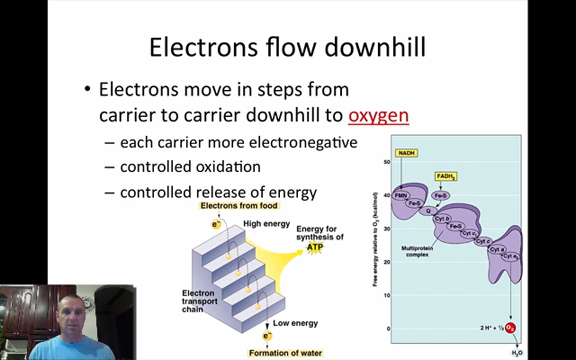 Electrons flow downhill
• Electrons move in steps from
carrier to carrier downhill to oxygen
– each carrier more electronegative
– controlled oxidation
– controlled release of energy
Electrons from food
e⁻
High energy
Energy for
synthesis of
ATP
Electron
transport
chain
Low energy
e⁻
Formation of water
Free energy relative to O₂ (kcal/mol)
50
40
30
20
10
0
NADH
FADH₂
FMN
Fe•S
Fe•S
Q
Cyt b
Fe•S
Cyt c₁
Cyt c
Cyt a
Cyt a₃
Multiprotein
complex
2 H⁺ + ½ O₂
H₂O